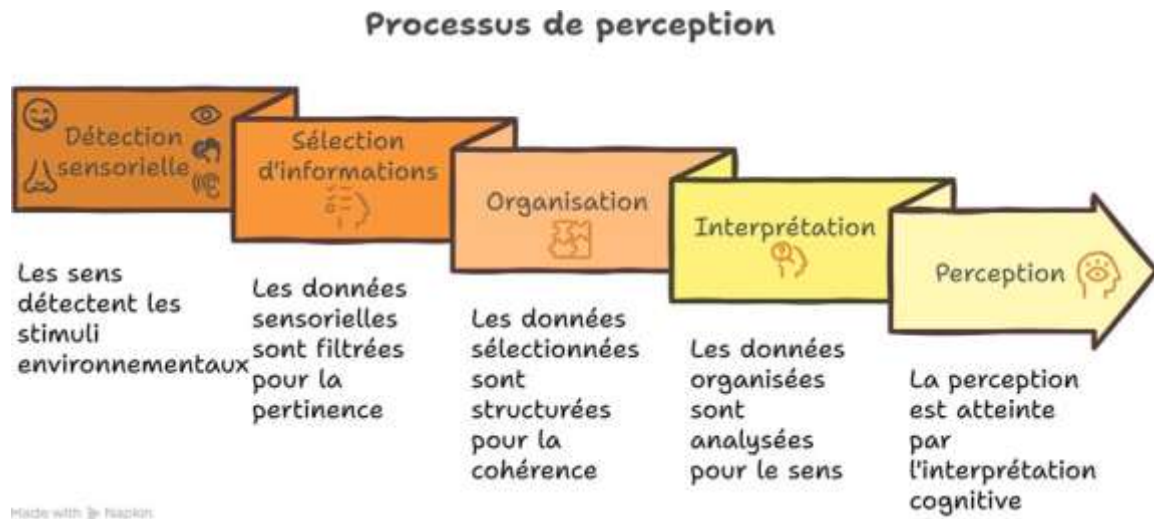 Processus de perception
Détection
sensorielle
Sélection
d'informations
Organisation
Interprétation
Perception
Les sens
détectent les
stimuli
environnementaux
Les données
sensorielles
sont filtrées
pour la
pertinence
Les données
sélectionnées
sont
structurées
pour la
cohérence
Les données
organisées
sont
analysées
pour le sens
La perception
est atteinte
par
l'interprétation
cognitive
Made with Napkin